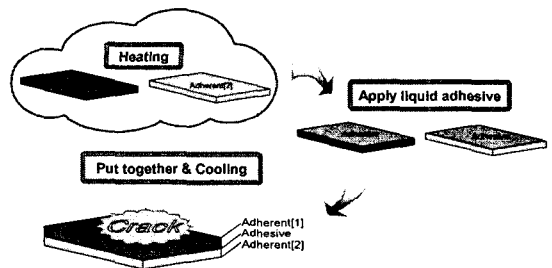 Heating
Adherent[2]
Apply liquid adhesive
Put together & Cooling
Crack
Adherent[1]
Adhesive
Adherent[2]